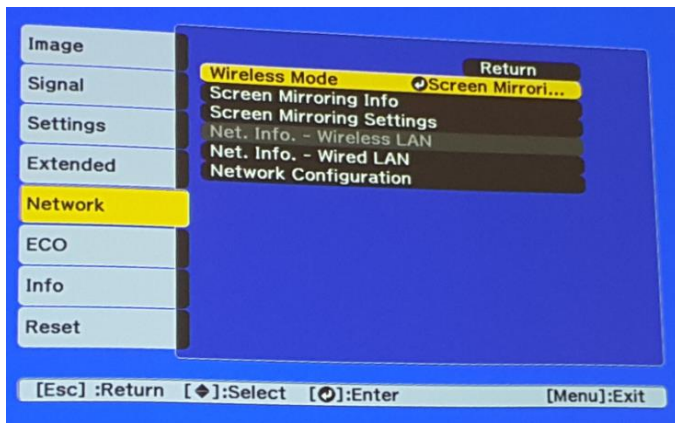 Image
Signal
Settings
Extended
Network
ECO
Info
Reset
Return
Wireless Mode Screen Mirrori...
Screen Mirroring Info
Screen Mirroring Settings
Net. Info. - Wireless LAN
Net. Info. - Wired LAN
Network Configuration
[Esc] :Return [◆]:Select [↵]:Enter [Menu]:Exit